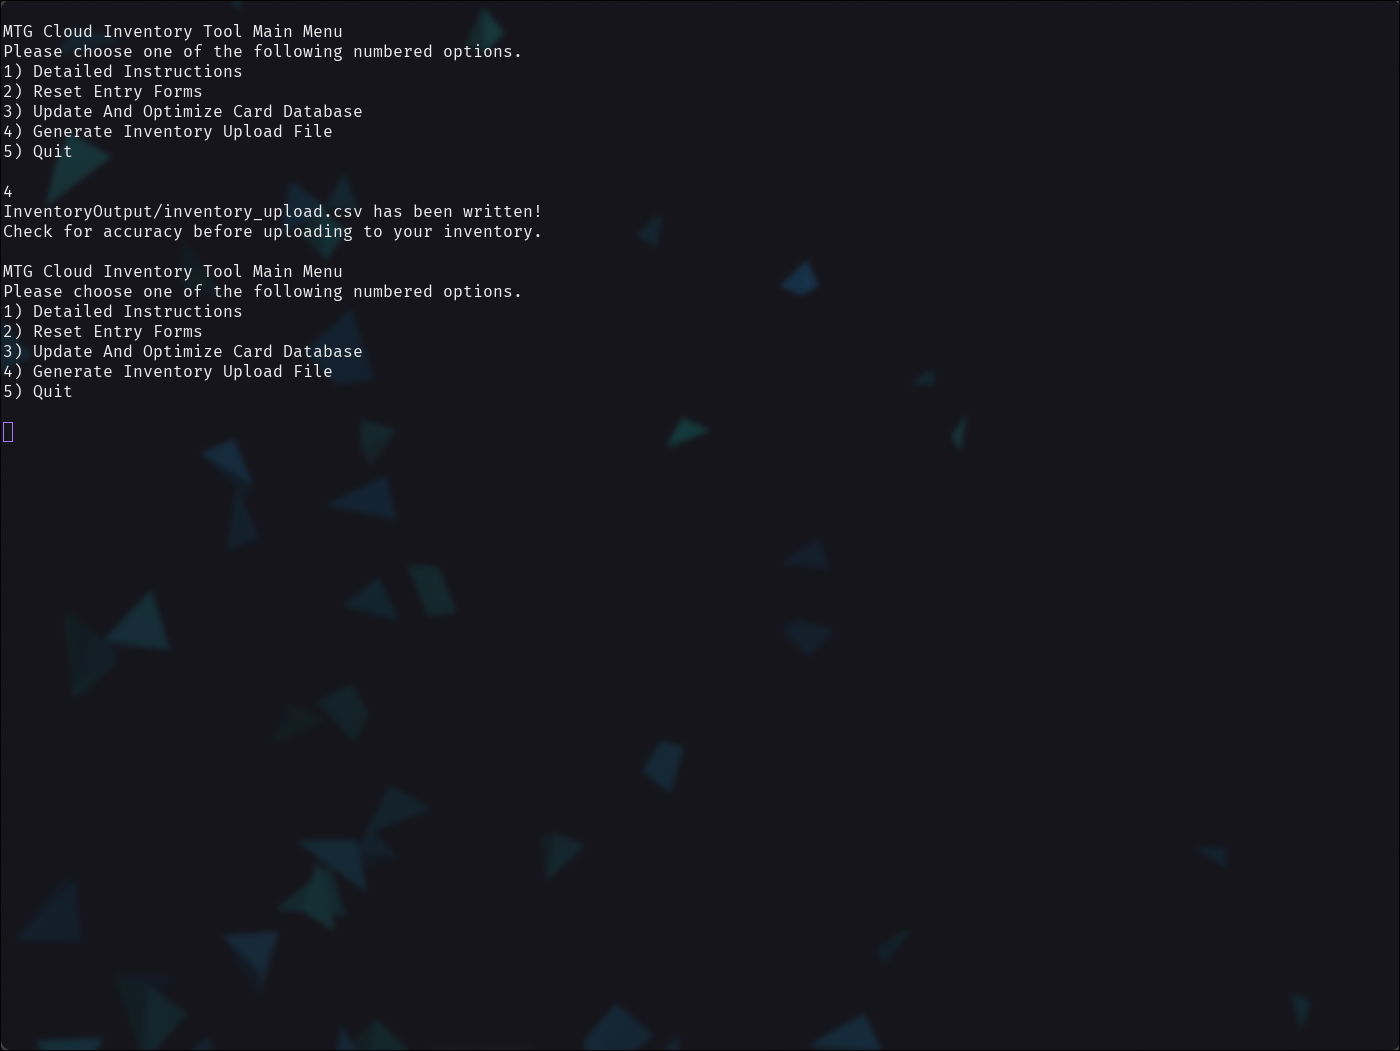 MTG Cloud Inventory Tool Main Menu
Please choose one of the following numbered options.
1) Detailed Instructions
2) Reset Entry Forms
3) Update And Optimize Card Database
4) Generate Inventory Upload File
5) Quit
4
InventoryOutput/inventory_upload.csv has been written!
Check for accuracy before uploading to your inventory.
MTG Cloud Inventory Tool Main Menu
Please choose one of the following numbered options.
1) Detailed Instructions
2) Reset Entry Forms
3) Update And Optimize Card Database
4) Generate Inventory Upload File
5) Quit